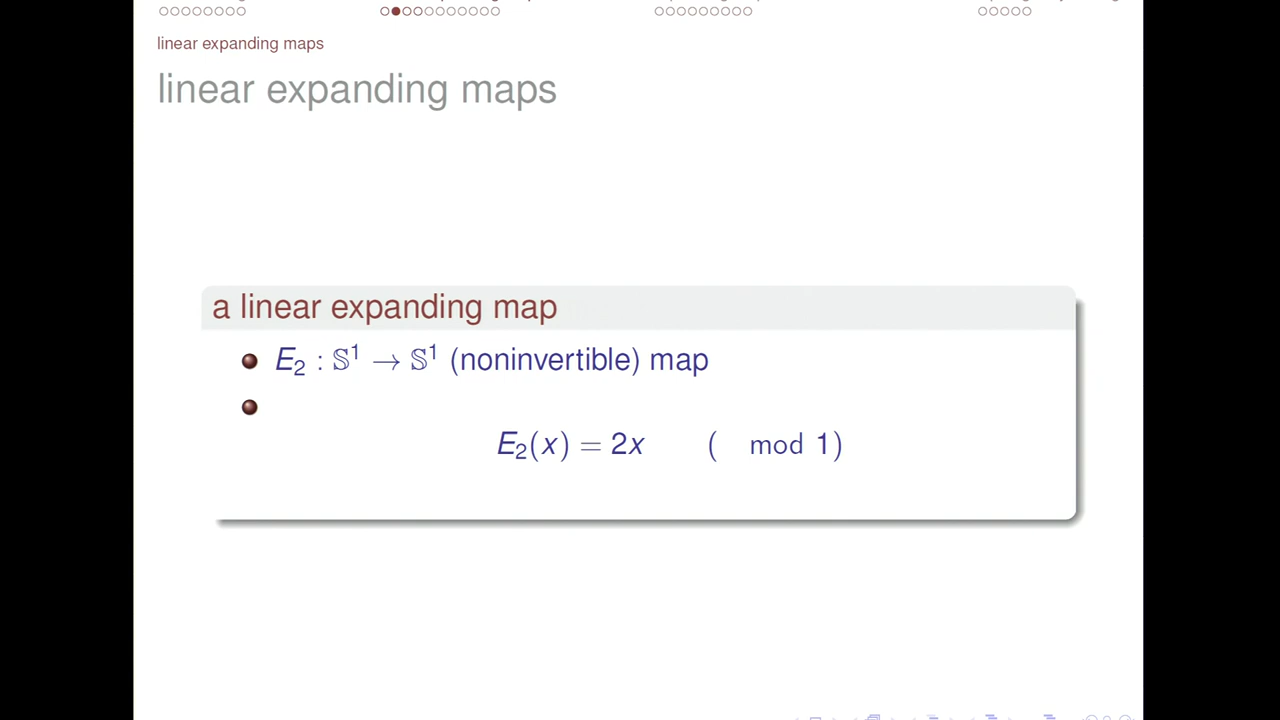 linear expanding maps
linear expanding maps
a linear expanding map
E₂ : 𝕊¹ → 𝕊¹ (noninvertible) map
E₂(x) = 2x ( mod 1)